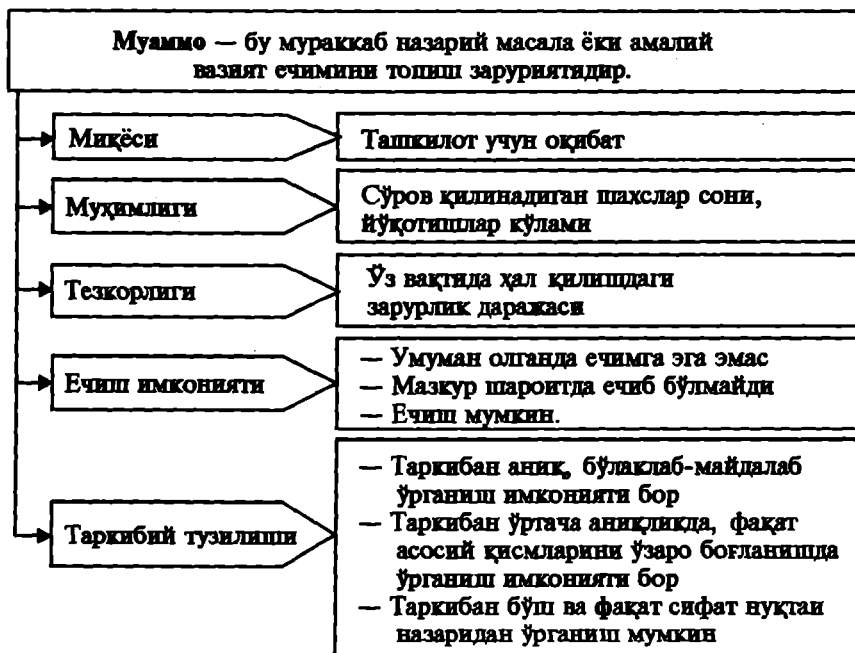 Муаммо — бу мураккаб назарий масала ёки амалий
вазият ечимини топиш заруриятидир.
Миқёси
Ташкилот учун оқибат
Муҳимлиги
Сўров қилинадиган шахслар сони,
йўқотишлар кўлами
Тезкорлиги
Ўз вақтида ҳал қилишдаги
зарурлик даражаси
Ечиш имконияти
— Умуман олганда ечимга эга эмас
— Мазкур шароитда ечиб бўлмайди
— Ечиш мумкин.
Таркибий тузилиши
— Таркибан аниқ, бўлаклаб-майдалаб
ўрганиш имконияти бор
— Таркибан ўртача аниқликда, фақат
асосий қисмларини ўзаро боғланишда
ўрганиш имконияти бор
— Таркибан бўш ва фақат сифат нуқтаи
назаридан ўрганиш мумкин